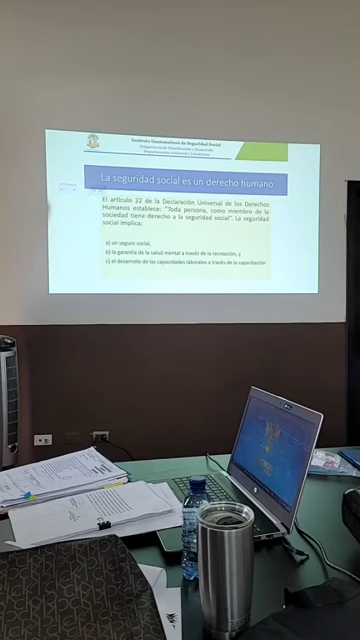 Instituto Guatemalteco de Seguridad Social
Subgerencia de Planificación y Desarrollo
Departamento Actuarial y Estadístico
La seguridad social es un derecho humano
El artículo 22 de la Declaración Universal de los Derechos
Humanos establece: "Toda persona, como miembro de la
sociedad tiene derecho a la seguridad social". La seguridad
social implica:
a) un seguro social,
b) la garantía de la salud mental a través de la recreación, y
c) el desarrollo de las capacidades laborales a través de la capacitación